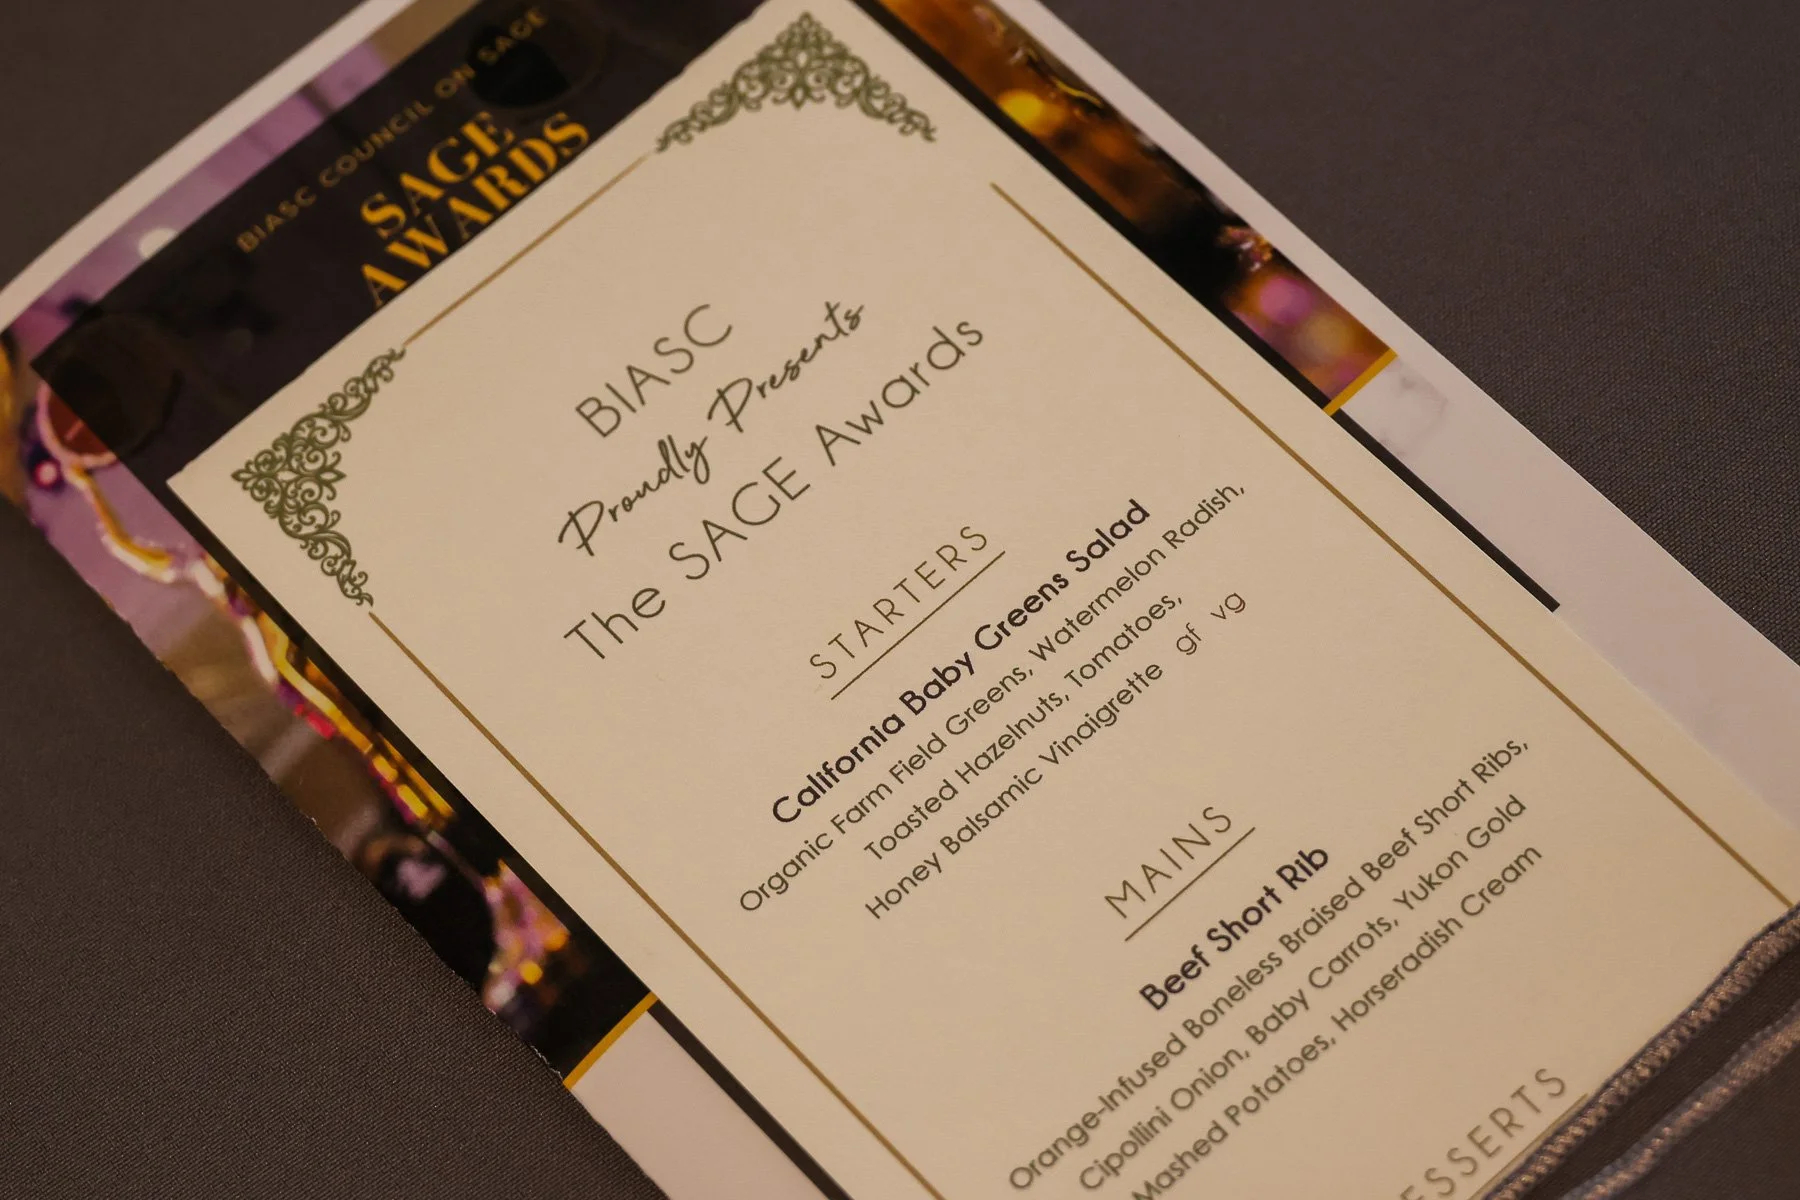 BIASC COUNCIL ON SAGE
SAGE
AWARDS
BIASC
Proudly Presents
The SAGE Awards
STARTERS
California Baby Greens Salad
Organic Farm Field Greens, Watermelon Radish,
Toasted Hazelnuts, Tomatoes,
Honey Balsamic Vinaigrette gf vg
MAINS
Beef Short Rib
Orange-Infused Boneless Braised Beef Short Ribs,
Cipollini Onion, Baby Carrots, Yukon Gold
Mashed Potatoes, Horseradish Cream
ESSERTS